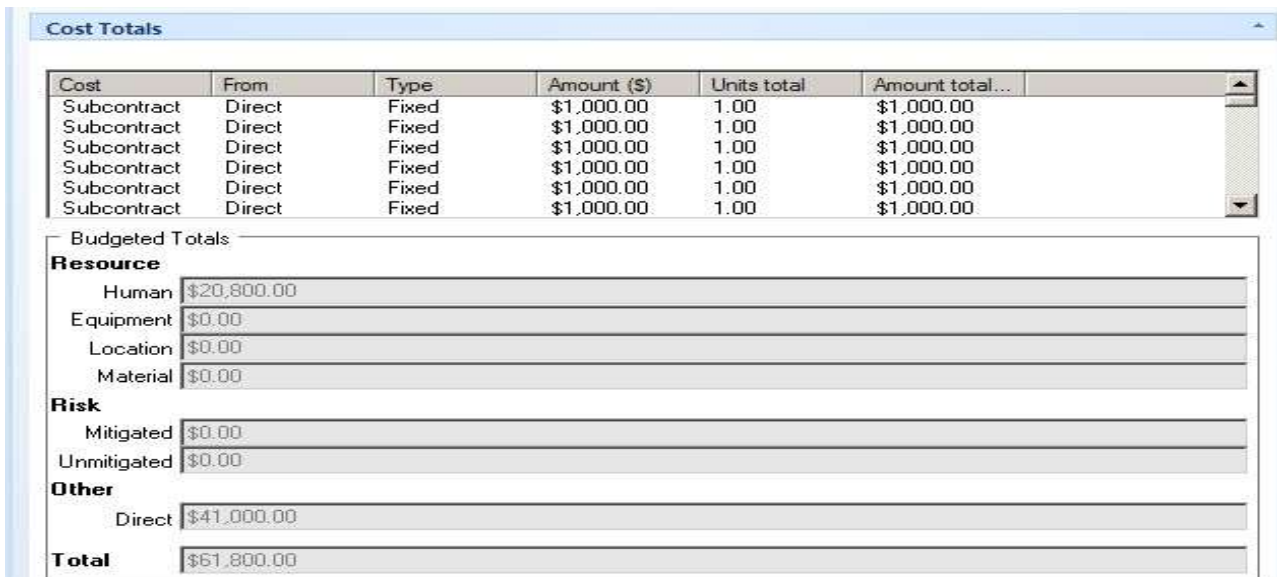 Cost Totals
Cost From Type Amount ($) Units total Amount total...
Subcontract Direct Fixed $1,000.00 1.00 $1,000.00
Subcontract Direct Fixed $1,000.00 1.00 $1,000.00
Subcontract Direct Fixed $1,000.00 1.00 $1,000.00
Subcontract Direct Fixed $1,000.00 1.00 $1,000.00
Subcontract Direct Fixed $1,000.00 1.00 $1,000.00
Subcontract Direct Fixed $1,000.00 1.00 $1,000.00
Budgeted Totals
Resource
Human $20,800.00
Equipment $0.00
Location $0.00
Material $0.00
Risk
Mitigated $0.00
Unmitigated $0.00
Other
Direct $41,000.00
Total $61,800.00